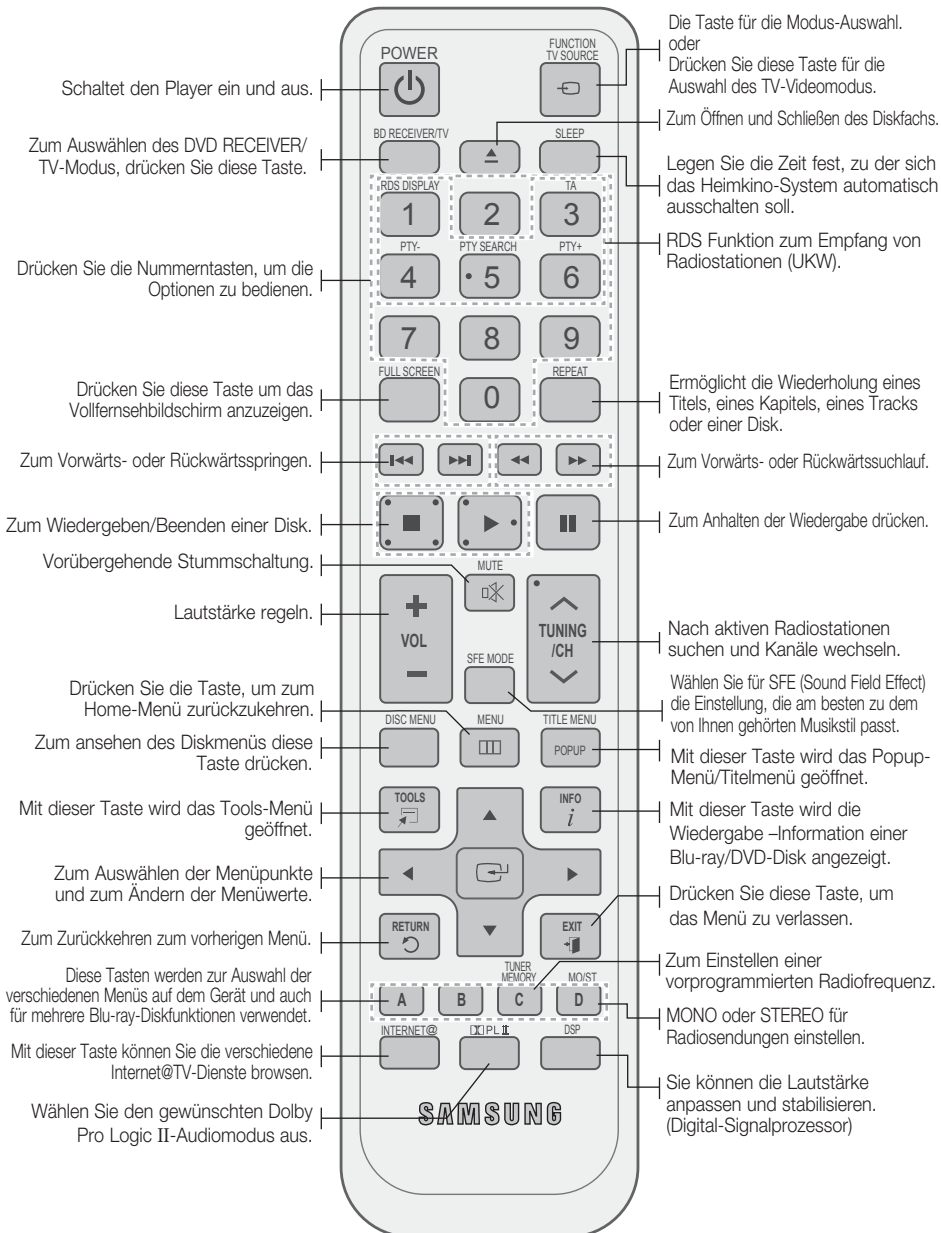 POWER
FUNCTION
TV SOURCE
Die Taste für die Modus-Auswahl.
oder
Drücken Sie diese Taste für die
Auswahl des TV-Videomodus.
Schaltet den Player ein und aus.
BD RECEIVER/TV
SLEEP
Zum Öffnen und Schließen des Diskfachs.
Zum Auswählen des DVD RECEIVER/
TV-Modus, drücken Sie diese Taste.
Legen Sie die Zeit fest, zu der sich
das Heimkino-System automatisch
ausschalten soll.
RDS DISPLAY
TA
1 2 3
RDS Funktion zum Empfang von
Radiostationen (UKW).
PTY- PTY SEARCH PTY+
4 5 6
Drücken Sie die Nummerntasten, um die
Optionen zu bedienen.
7 8 9
FULL SCREEN
REPEAT
0
Drücken Sie diese Taste um das
Vollfernsehbildschirm anzuzeigen.
Ermöglicht die Wiederholung eines
Titels, eines Kapitels, eines Tracks
oder einer Disk.
Zum Vorwärts- oder Rückwärtsspringen.
Zum Vorwärts- oder Rückwärtssuchlauf.
Zum Wiedergeben/Beenden einer Disk.
Zum Anhalten der Wiedergabe drücken.
Vorübergehende Stummschaltung.
MUTE
Lautstärke regeln.
VOL
TUNING
/CH
Nach aktiven Radiostationen
suchen und Kanäle wechseln.
SFE MODE
Wählen Sie für SFE (Sound Field Effect)
die Einstellung, die am besten zu dem
von Ihnen gehörten Musikstil passt.
Drücken Sie die Taste, um zum
Home-Menü zurückzukehren.
DISC MENU MENU TITLE MENU
POPUP
Zum ansehen des Diskmenüs diese
Taste drücken.
Mit dieser Taste wird das Popup-
Menü/Titelmenü geöffnet.
TOOLS
INFO
i
Mit dieser Taste wird das Tools-Menü
geöffnet.
Mit dieser Taste wird die
Wiedergabe –Information einer
Blu-ray/DVD-Disk angezeigt.
Zum Auswählen der Menüpunkte
und zum Ändern der Menüwerte.
Drücken Sie diese Taste, um
das Menü zu verlassen.
RETURN
EXIT
Zum Zurückkehren zum vorherigen Menü.
Zum Einstellen einer
vorprogrammierten Radiofrequenz.
TUNER
MEMORY
MO/ST
A B C D
Diese Tasten werden zur Auswahl der
verschiedenen Menüs auf dem Gerät und auch
für mehrere Blu-ray-Diskfunktionen verwendet.
MONO oder STEREO für
Radiosendungen einstellen.
INTERNET@ PL II DSP
Mit dieser Taste können Sie die verschiedene
Internet@TV-Dienste browsen.
Sie können die Lautstärke
anpassen und stabilisieren.
(Digital-Signalprozessor)
Wählen Sie den gewünschten Dolby
Pro Logic II-Audiomodus aus.
SAMSUNG